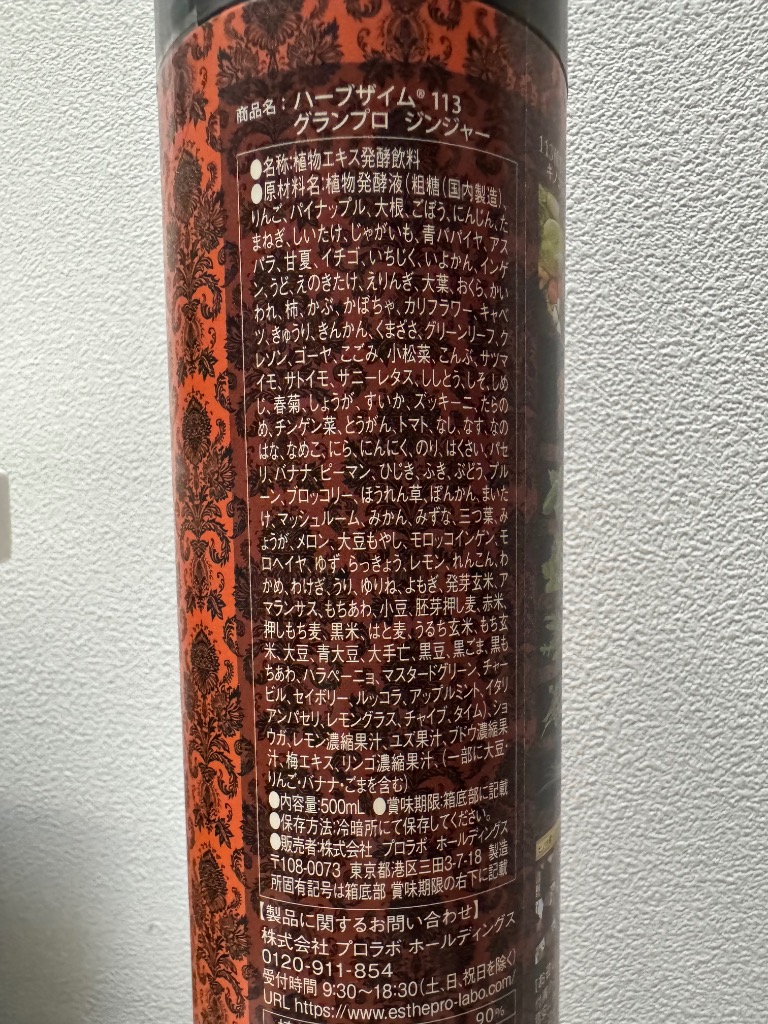 商品名：ハーブザイム® 113
グランプロ ジンジャー
●名称:植物エキス発酵飲料
●原材料名:植物発酵液(粗糖(国内製造)、
りんご、パイナップル、大根、ごぼう、にんじん、た
まねぎ、しいたけ、じゃがいも、青パパイヤ、アス
パラ、甘夏、イチゴ、いちじく、いよかん、インゲ
ン、うど、えのきたけ、えりんぎ、大葉、おくら、かい
われ、柿、かぶ、かぼちゃ、カリフラワー、キャベ
ツ、きゅうり、きんかん、くまざさ、グリーンリーフ、ク
レソン、ゴーヤ、こごみ、小松菜、こんぶ、サツマ
イモ、サトイモ、サニーレタス、ししとう、しそ、しめ
じ、春菊、しょうが、すいか、ズッキーニ、たらの
め、チンゲン菜、とうがん、トマト、なし、なす、なの
はな、なめこ、にら、にんにく、のり、はくさい、パセ
リ、バナナ、ピーマン、ひじき、ふき、ぶどう、プル
ーン、ブロッコリー、ほうれん草、ぽんかん、まいた
け、マッシュルーム、みかん、みずな、三つ葉、み
ょうが、メロン、大豆もやし、モロッコインゲン、モ
ロヘイヤ、ゆず、らっきょう、レモン、れんこん、わ
かめ、わけぎ、うり、ゆりね、よもぎ、発芽玄米、ア
マランサス、もちあわ、小豆、胚芽押し麦、赤米、
押しもち麦、黒米、はと麦、うるち玄米、もち玄
米、大豆、青大豆、大手亡、黒豆、黒ごま、黒も
ちあわ、ハラペーニョ、マスタードグリーン、チャー
ビル、セイボリー、ルッコラ、アップルミント、イタリ
アンパセリ、レモングラス、チャイブ、タイム)、ショ
ウガ、レモン濃縮果汁、ユズ果汁、ブドウ濃縮果
汁、梅エキス、リンゴ濃縮果汁、(一部に大豆・
りんご・バナナ・ごまを含む)
●内容量:500mL ●賞味期限:箱底部に記載
●保存方法:冷暗所にて保存してください。
●販売者:株式会社 プロラボ ホールディングス
〒108-0073 東京都港区三田3-7-18 製造
所固有記号は箱底部 賞味期限の右下に記載
【製品に関するお問い合わせ】
株式会社 プロラボ ホールディングス
0120-911-854
受付時間 9:30～18:30(土、日、祝日を除く)
URL https://www.esthepro-labo.com/
90%